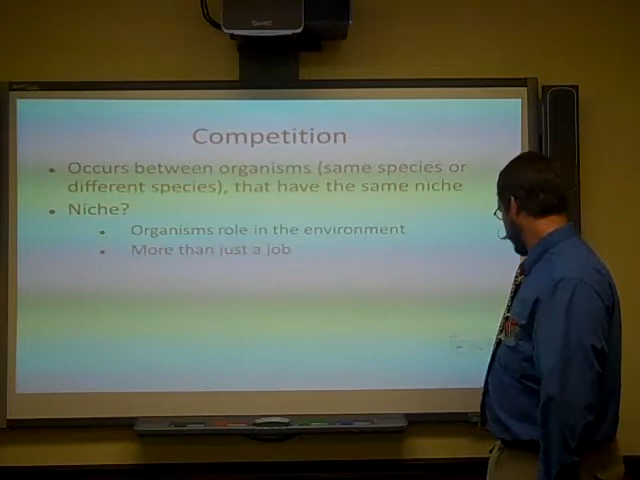 Competition
Occurs between organisms (same species or
different species), that have the same niche
Niche?
Organisms role in the environment
More than just a job